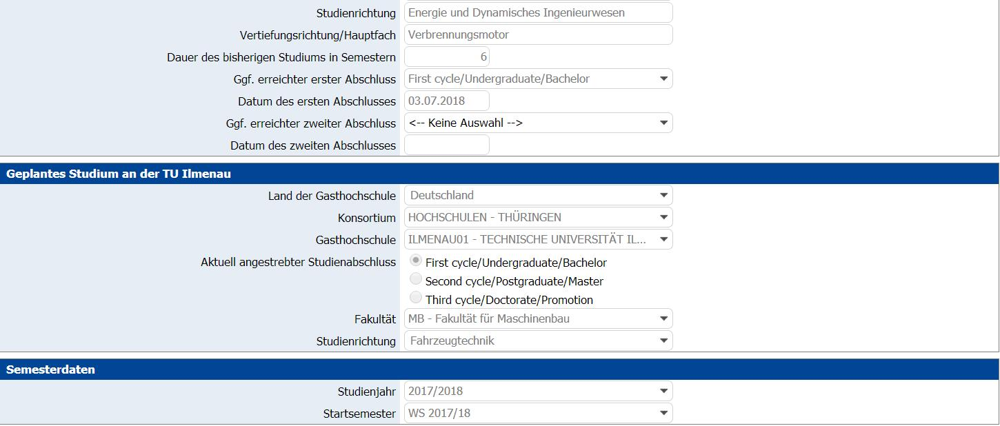 Studienrichtung Energie und Dynamisches Ingenieurwesen
Vertiefungsrichtung/Hauptfach Verbrennungsmotor
Dauer des bisherigen Studiums in Semestern 6
Ggf. erreichter erster Abschluss First cycle/Undergraduate/Bachelor
Datum des ersten Abschlusses 03.07.2018
Ggf. erreichter zweiter Abschluss <-- Keine Auswahl -->
Datum des zweiten Abschlusses
Geplantes Studium an der TU Ilmenau
Land der Gasthochschule Deutschland
Konsortium HOCHSCHULEN - THÜRINGEN
Gasthochschule ILMENAU01 - TECHNISCHE UNIVERSITÄT IL...
Aktuell angestrebter Studienabschluss First cycle/Undergraduate/Bachelor
Second cycle/Postgraduate/Master
Third cycle/Doctorate/Promotion
Fakultät MB - Fakultät für Maschinenbau
Studienrichtung Fahrzeugtechnik
Semesterdaten
Studienjahr 2017/2018
Startsemester WS 2017/18